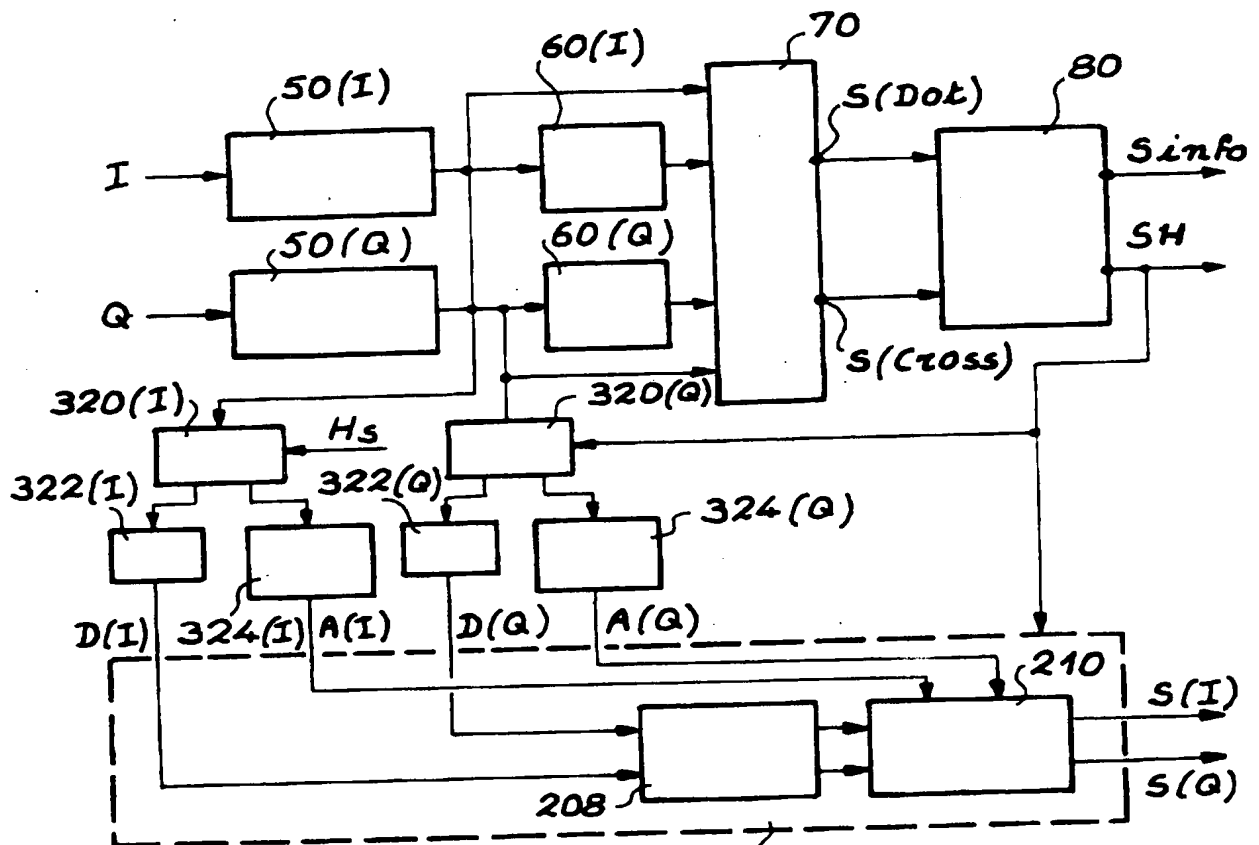 70
60(I)
80
50(I)
S(Dot)
I
Sinfo
50(Q)
60(Q)
SH
Q
S(Cross)
320(I)
320(Q)
Hs
322(I)
322(Q)
324(Q)
D(I)
324(I)
A(I)
D(Q)
A(Q)
210
S(I)
208
S(Q)